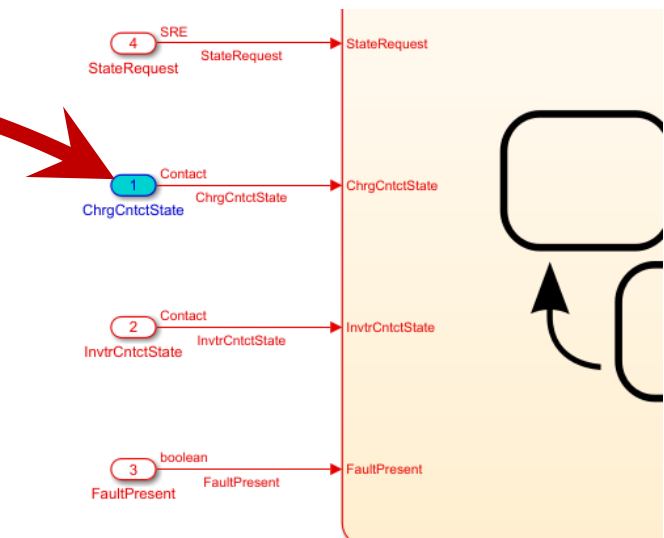 SRE
4
StateRequest
StateRequest
StateRequest
Contact
1
ChrgCntctState
ChrgCntctState
ChrgCntctState
Contact
2
InvtrCntctState
InvtrCntctState
InvtrCntctState
boolean
3
FaultPresent
FaultPresent
FaultPresent